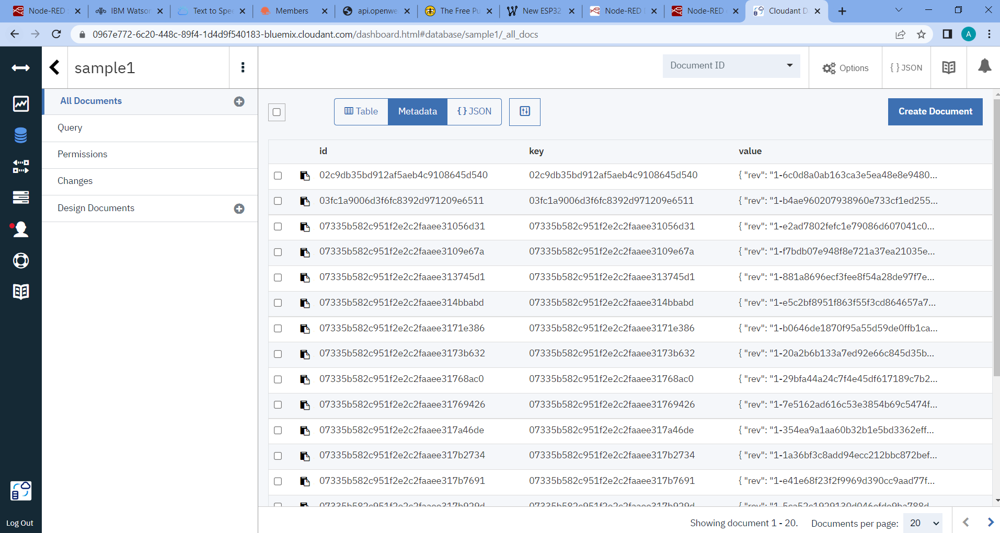 Node-RED
IBM Watson
Text to Spee
Members
api.openwe
The Free Pu
New ESP32
Node-RED
Node-RED
Cloudant D
0967e772-6c20-448c-89f4-1d4d9f540183-bluemix.cloudant.com/dashboard.html#database/sample1/_all_docs
A
sample1
Document ID
Options
{ } JSON
All Documents
Query
Permissions
Changes
Design Documents
Table
Metadata
{ } JSON
Create Document
id key value
02c9db35bd912af5aeb4c9108645d540 02c9db35bd912af5aeb4c9108645d540 { "rev": "1-6c0d8a0ab163ca3e5ea48e8e9480...
03fc1a9006d3f6fc8392d971209e6511 03fc1a9006d3f6fc8392d971209e6511 { "rev": "1-b4ae960207938960e733cf1ed255...
07335b582c951f2e2c2faaee31056d31 07335b582c951f2e2c2faaee31056d31 { "rev": "1-e2ad7802fefc1e79086d607041c0...
07335b582c951f2e2c2faaee3109e67a 07335b582c951f2e2c2faaee3109e67a { "rev": "1-f7bdb07e948f8e721a37ea21035e...
07335b582c951f2e2c2faaee313745d1 07335b582c951f2e2c2faaee313745d1 { "rev": "1-881a8696ecf3fee8f54a28de97f7e...
07335b582c951f2e2c2faaee314bbabd 07335b582c951f2e2c2faaee314bbabd { "rev": "1-e5c2bf8951f863f55f3cd864657a7...
07335b582c951f2e2c2faaee3171e386 07335b582c951f2e2c2faaee3171e386 { "rev": "1-b0646de1870f95a55d59de0ffb1ca...
07335b582c951f2e2c2faaee3173b632 07335b582c951f2e2c2faaee3173b632 { "rev": "1-20a2b6b133a7ed92e66c845d35b...
07335b582c951f2e2c2faaee31768ac0 07335b582c951f2e2c2faaee31768ac0 { "rev": "1-29bfa44a24c7f4e45df617189c7b2...
07335b582c951f2e2c2faaee31769426 07335b582c951f2e2c2faaee31769426 { "rev": "1-7e5162ad616c53e3854b69c5474f...
07335b582c951f2e2c2faaee317a46de 07335b582c951f2e2c2faaee317a46de { "rev": "1-354ea9a1aa60b32b1e5bd3362eff...
07335b582c951f2e2c2faaee317b2734 07335b582c951f2e2c2faaee317b2734 { "rev": "1-1a36bf3c8add94ecc212bbc872bef...
07335b582c951f2e2c2faaee317b7691 07335b582c951f2e2c2faaee317b7691 { "rev": "1-e41e68f23f2f9969d390cc9aad77f...
07335b582c951f2e2c2faaee317b929d 07335b582c951f2e2c2faaee317b929d
Showing document 1 - 20. Documents per page: 20
Log Out